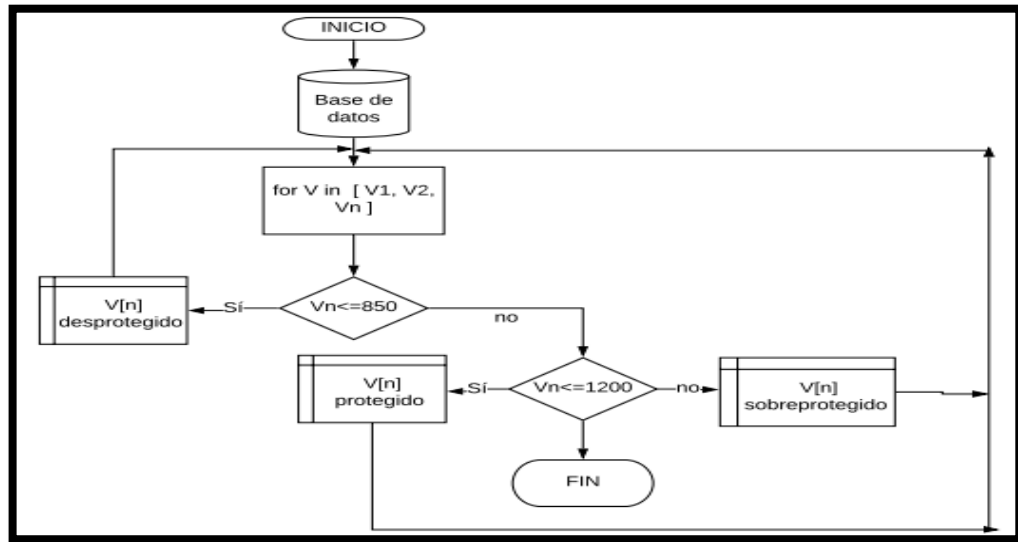 INICIO
Base de
datos
for V in [ V1, V2,
Vn ]
Vn<=850
Sí
V[n]
desprotegido
no
Vn<=1200
Sí
V[n]
protegido
no
V[n]
sobreprotegido
FIN